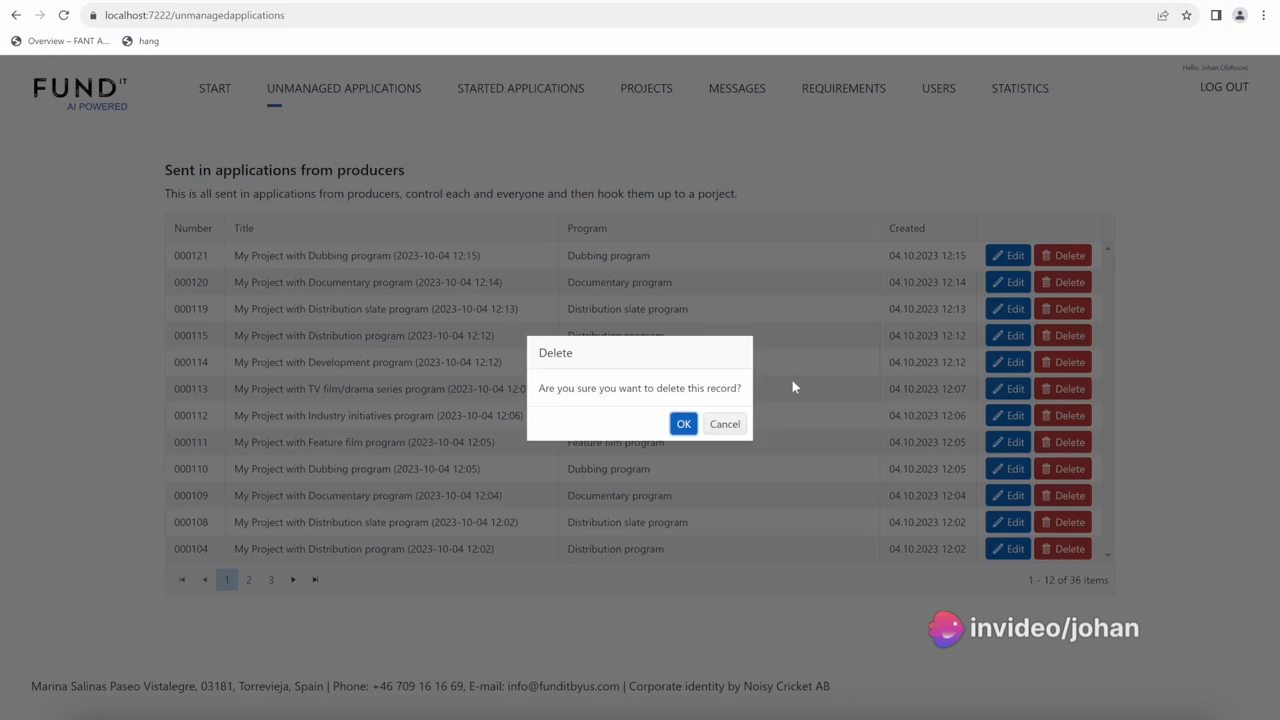 localhost:7222/unmanagedapplications
Overview – FANT A... hang
Hello, Johan Olofsson!
FUND IT
AI POWERED
START UNMANAGED APPLICATIONS STARTED APPLICATIONS PROJECTS MESSAGES REQUIREMENTS USERS STATISTICS LOG OUT
Sent in applications from producers
This is all sent in applications from producers, control each and everyone and then hook them up to a porject.
Number Title Program Created
000121 My Project with Dubbing program (2023-10-04 12:15) Dubbing program 04.10.2023 12:15 Edit Delete
000120 My Project with Documentary program (2023-10-04 12:14) Documentary program 04.10.2023 12:14 Edit Delete
000119 My Project with Distribution slate program (2023-10-04 12:13) Distribution slate program 04.10.2023 12:13 Edit Delete
000115 My Project with Distribution program (2023-10-04 12:12) Distribution program 04.10.2023 12:12 Edit Delete
000114 My Project with Development program (2023-10-04 12:12) 04.10.2023 12:12 Edit Delete
000113 My Project with TV film/drama series program (2023-10-04 12:0 04.10.2023 12:07 Edit Delete
000112 My Project with Industry initiatives program (2023-10-04 12:06) 04.10.2023 12:06 Edit Delete
000111 My Project with Feature film program (2023-10-04 12:05) Feature film program 04.10.2023 12:05 Edit Delete
000110 My Project with Dubbing program (2023-10-04 12:05) Dubbing program 04.10.2023 12:05 Edit Delete
000109 My Project with Documentary program (2023-10-04 12:04) Documentary program 04.10.2023 12:04 Edit Delete
000108 My Project with Distribution slate program (2023-10-04 12:02) Distribution slate program 04.10.2023 12:02 Edit Delete
000104 My Project with Distribution program (2023-10-04 12:02) Distribution program 04.10.2023 12:02 Edit Delete
Delete
Are you sure you want to delete this record?
OK Cancel
1 2 3 1 - 12 of 36 items
invideo/johan
Marina Salinas Paseo Vistalegre, 03181, Torrevieja, Spain | Phone: +46 709 16 16 69, E-mail: info@funditbyus.com | Corporate identity by Noisy Cricket AB